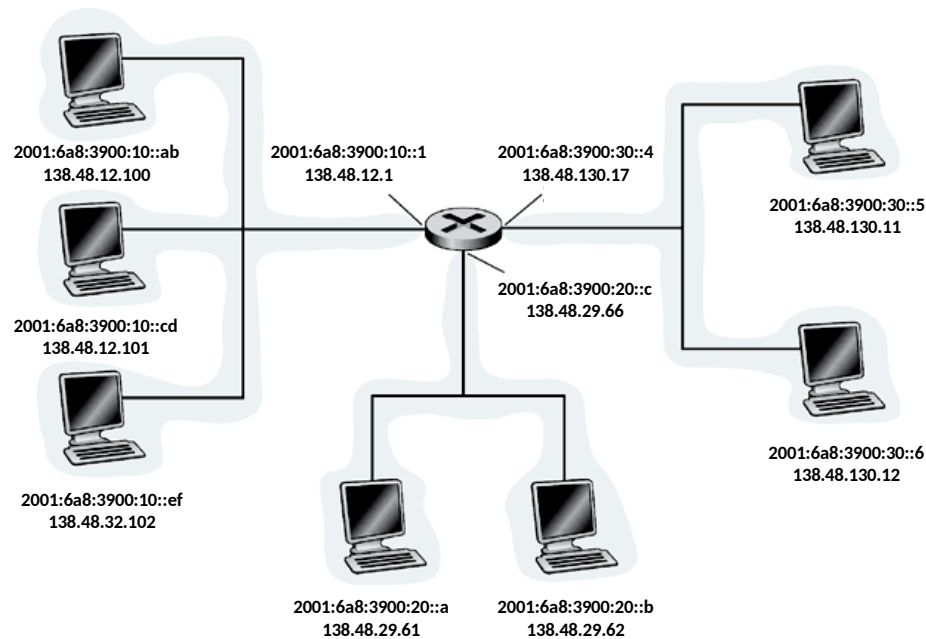 2001:6a8:3900:10::ab
138.48.12.100
2001:6a8:3900:10::1
138.48.12.1
2001:6a8:3900:30::4
138.48.130.17
2001:6a8:3900:30::5
138.48.130.11
2001:6a8:3900:20::c
138.48.29.66
2001:6a8:3900:10::cd
138.48.12.101
2001:6a8:3900:30::6
138.48.130.12
2001:6a8:3900:10::ef
138.48.32.102
2001:6a8:3900:20::a
138.48.29.61
2001:6a8:3900:20::b
138.48.29.62